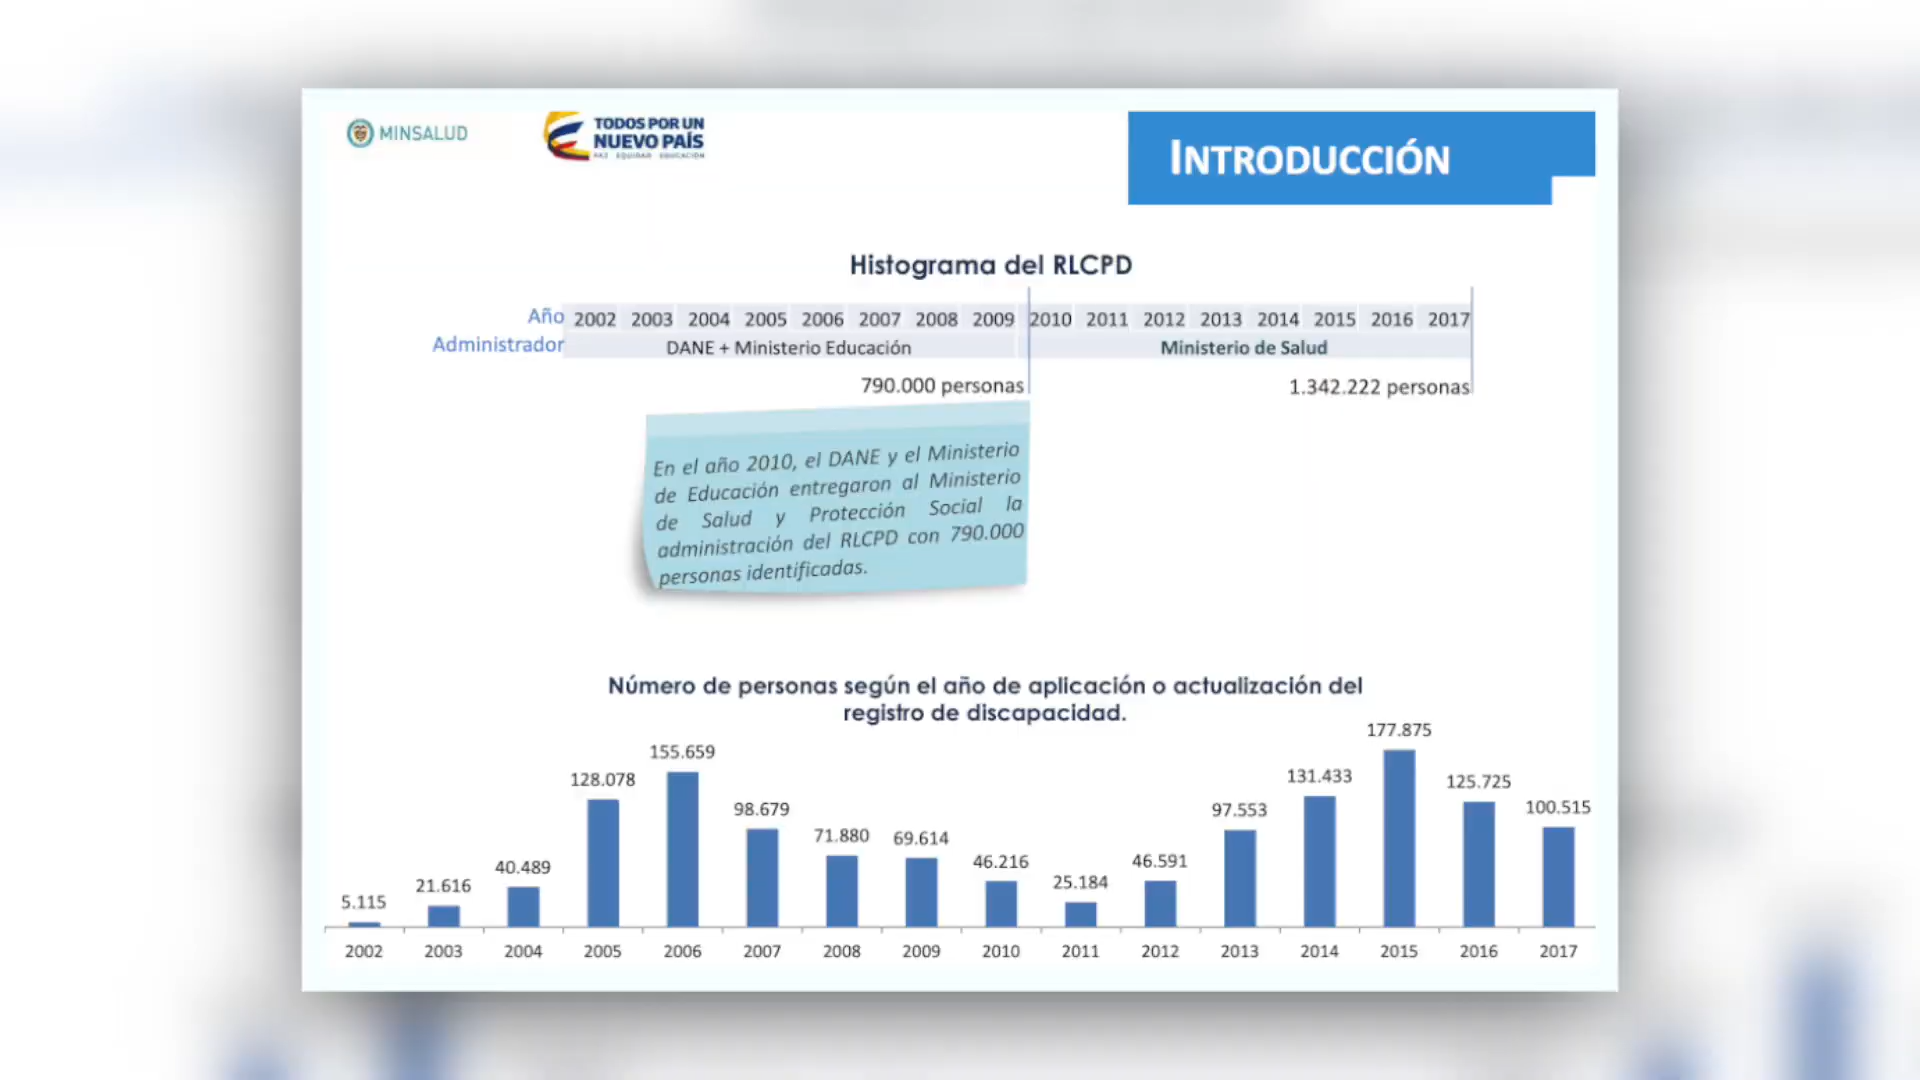 MINSALUD
TODOS POR UN
NUEVO PAÍS
PAZ EQUIDAD EDUCACIÓN
INTRODUCCIÓN
Histograma del RLCPD
Año 2002 2003 2004 2005 2006 2007 2008 2009 2010 2011 2012 2013 2014 2015 2016 2017
Administrador DANE + Ministerio Educación Ministerio de Salud
790.000 personas 1.342.222 personas
En el año 2010, el DANE y el Ministerio
de Educación entregaron al Ministerio
de Salud y Protección Social la
administración del RLCPD con 790.000
personas identificadas.
Número de personas según el año de aplicación o actualización del
registro de discapacidad.
5.115 21.616 40.489 128.078 155.659 98.679 71.880 69.614 46.216 25.184 46.591 97.553 131.433 177.875 125.725 100.515
2002 2003 2004 2005 2006 2007 2008 2009 2010 2011 2012 2013 2014 2015 2016 2017